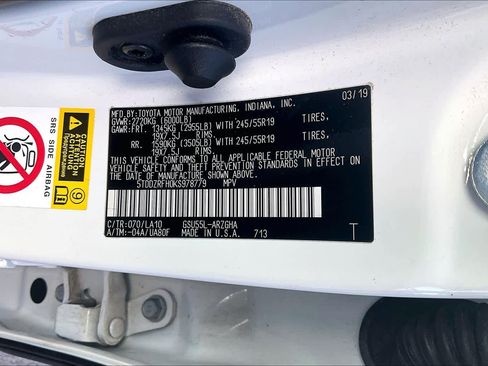 SRS SIDE AIRBAG
MFD. BY: TOYOTA MOTOR MANUFACTURING, INDIANA, INC. 03/19
GVWR: 2720KG (6000LB)
GAWR: FRT. 1345KG (2955LB) WITH 245/55R19 TIRES,
19X7.5J RIMS,
RR. 1590KG (3505LB) WITH 245/55R19 TIRES,
19X7.5J RIMS.
THIS VEHICLE CONFORMS TO ALL APPLICABLE FEDERAL MOTOR
VEHICLE SAFETY AND THEFT PREVENTION STANDARDS IN EFFECT ON
THE DATE OF MANUFACTURE SHOWN ABOVE.
5TDDZRFH0KS978779 MPV
C/TR: 070/LA10 GSU55L-ARZGHA
A/TM: -04A/UA80F MADE IN U.S.A. 713 T